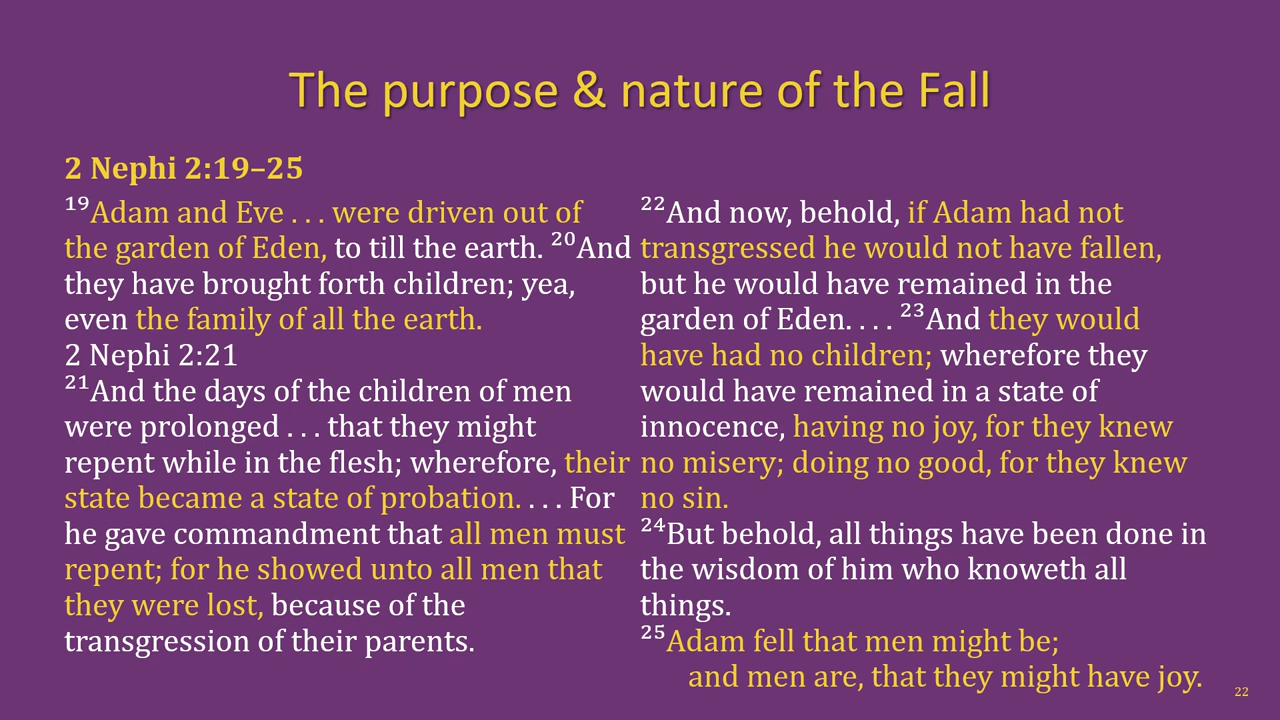 The purpose & nature of the Fall
2 Nephi 2:19–25
¹⁹Adam and Eve . . . were driven out of
the garden of Eden, to till the earth. ²⁰And
they have brought forth children; yea,
even the family of all the earth.
2 Nephi 2:21
²¹And the days of the children of men
were prolonged . . . that they might
repent while in the flesh; wherefore, their
state became a state of probation. . . . For
he gave commandment that all men must
repent; for he showed unto all men that
they were lost, because of the
transgression of their parents.
²²And now, behold, if Adam had not
transgressed he would not have fallen,
but he would have remained in the
garden of Eden. . . . ²³And they would
have had no children; wherefore they
would have remained in a state of
innocence, having no joy, for they knew
no misery; doing no good, for they knew
no sin.
²⁴But behold, all things have been done in
the wisdom of him who knoweth all
things.
²⁵Adam fell that men might be;
and men are, that they might have joy.
22